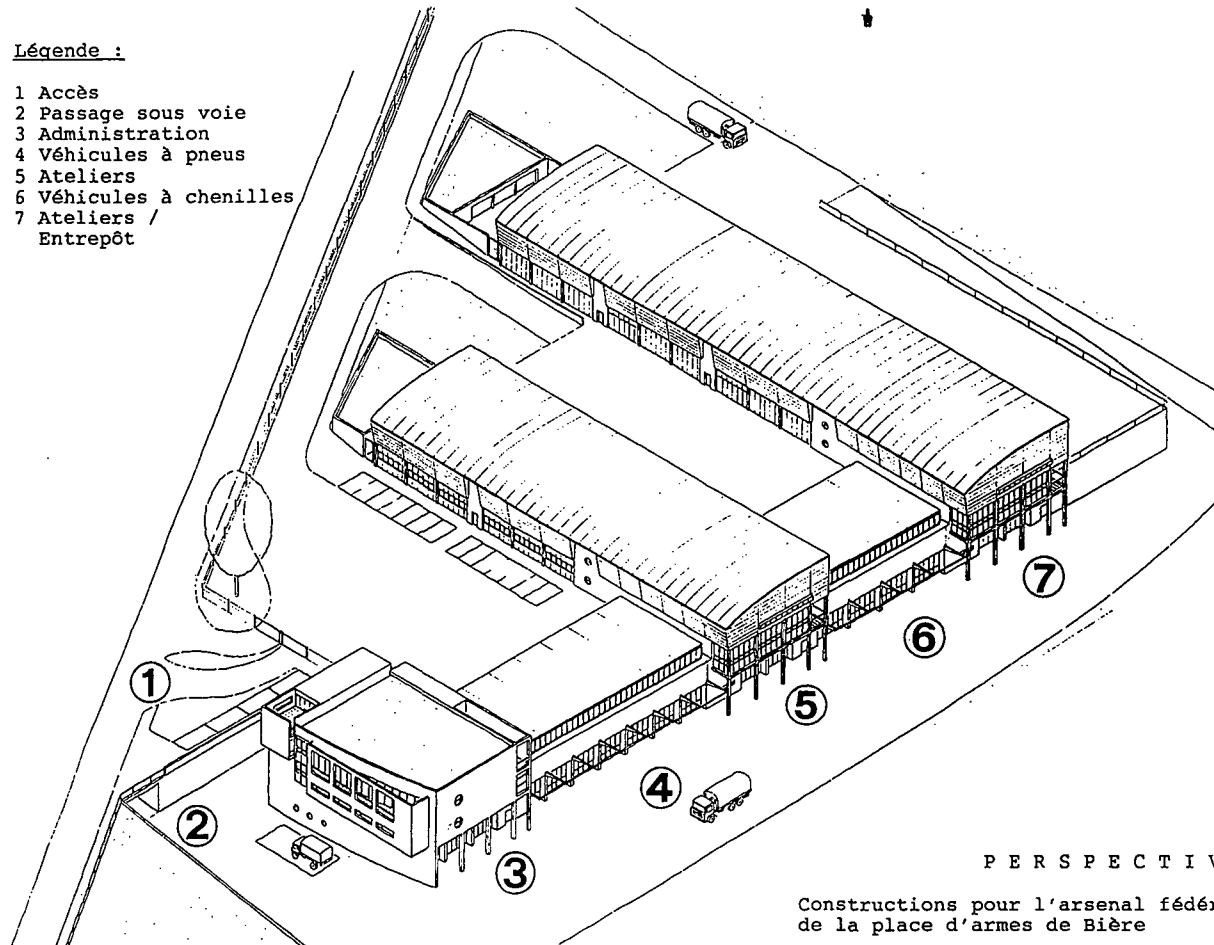 Légende :
1 Accès
2 Passage sous voie
3 Administration
4 Véhicules à pneus
5 Ateliers
6 Véhicules à chenilles
7 Ateliers /
Entrepôt
7
6
5
1
4
2
3
P E R S P E C T I V
Constructions pour l'arsenal fédér
de la place d'armes de Bière